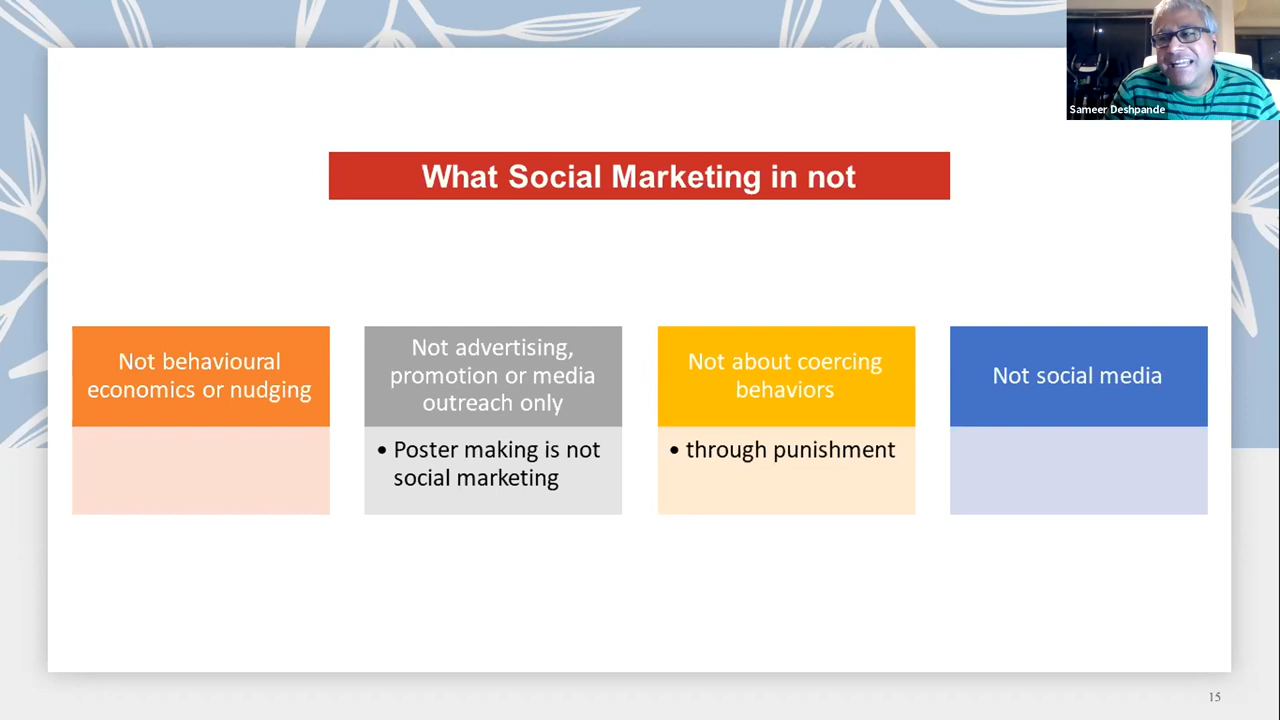 Sameer Deshpande
What Social Marketing in not
Not behavioural
economics or nudging
Not advertising,
promotion or media
outreach only
• Poster making is not
social marketing
Not about coercing
behaviors
• through punishment
Not social media
15